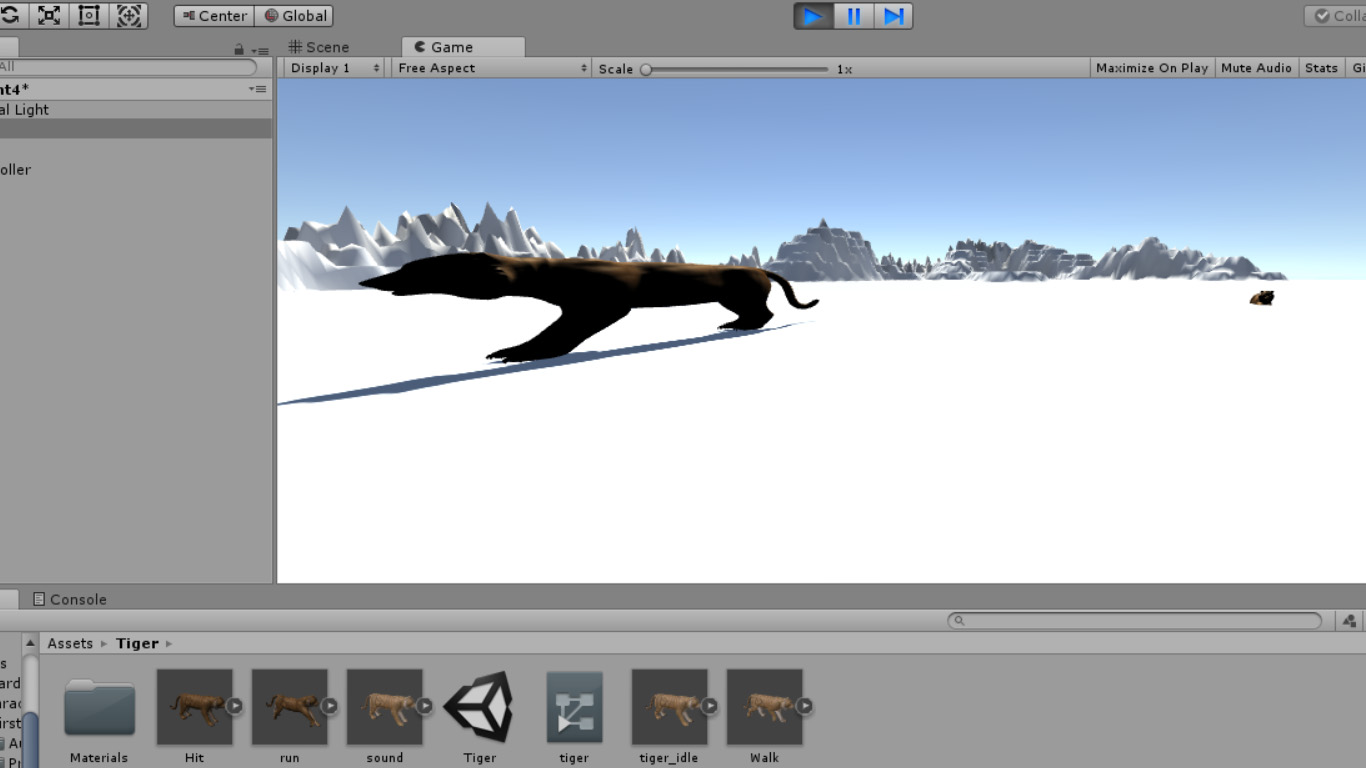 Center Global
Colla
Scene Game
All
Display 1 Free Aspect Scale 1x Maximize On Play Mute Audio Stats Gi
nt4*
al Light
oller
Console
Assets Tiger
s
ard
arac
irst
Au
Pr
Materials Hit run sound Tiger tiger tiger_idle Walk